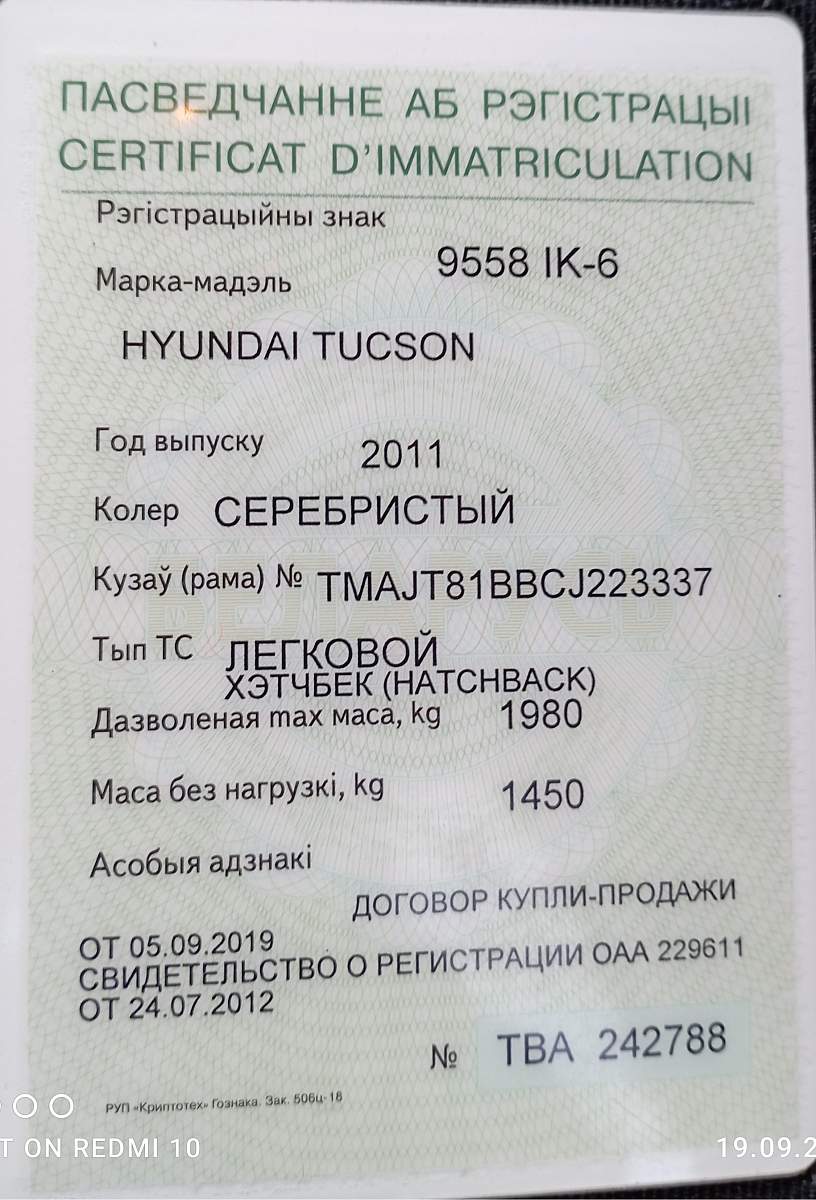 ПАСВЕДЧАННЕ АБ РЭГІСТРАЦЫІ
CERTIFICAT D'IMMATRICULATION
Рэгістрацыйны знак
9558 IK-6
Марка-мадэль
HYUNDAI TUCSON
Год выпуску 2011
Колер СЕРЕБРИСТЫЙ
БЕЛАРУСЬ
Кузаў (рама) № TMAJT81BBCJ223337
Тып ТС ЛЕГКОВОЙ
ХЭТЧБЕК (HATCHBACK)
Дазволеная max маса, kg 1980
Маса без нагрузкі, kg 1450
Асобыя адзнакі
ДОГОВОР КУПЛИ-ПРОДАЖИ
ОТ 05.09.2019
СВИДЕТЕЛЬСТВО О РЕГИСТРАЦИИ ОАА 229611
ОТ 24.07.2012
№ ТВА 242788
РУП «Криптотех» Гознака. Зак. 506ц-18
T ON REDMI 10
19.09.2